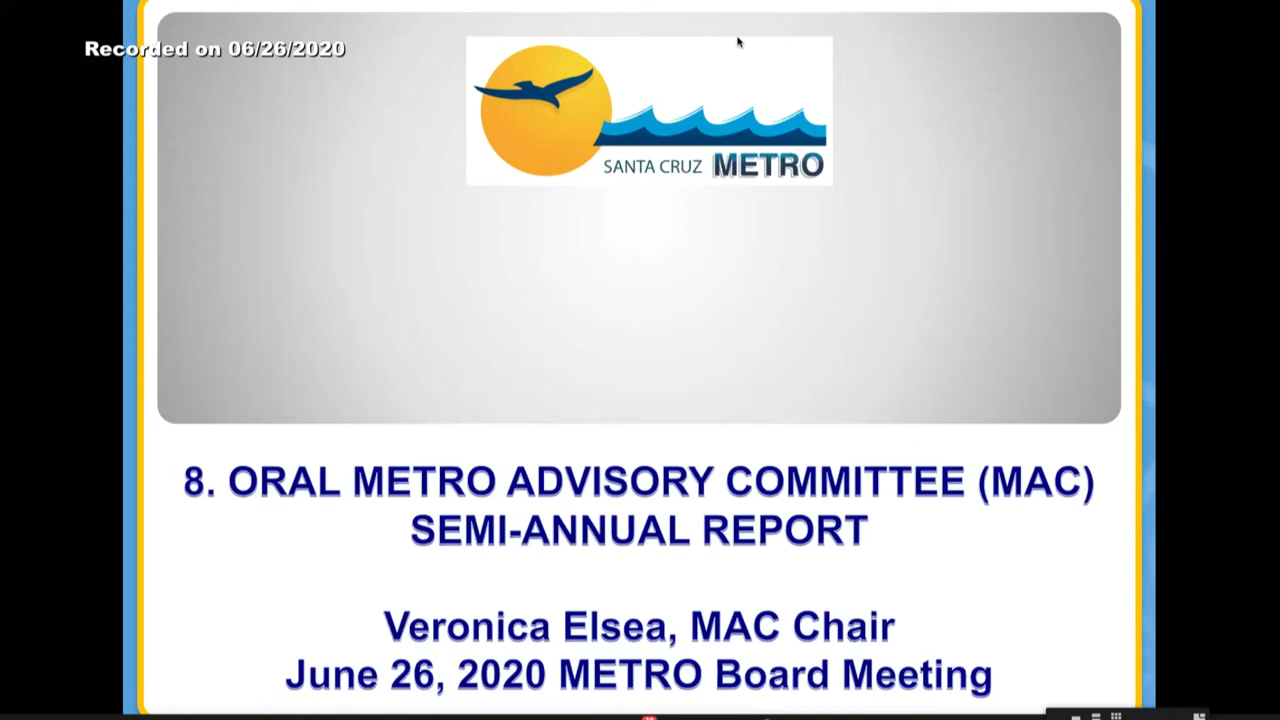 Recorded on 06/26/2020
SANTA CRUZ METRO
8. ORAL METRO ADVISORY COMMITTEE (MAC)
SEMI-ANNUAL REPORT
Veronica Elsea, MAC Chair
June 26, 2020 METRO Board Meeting